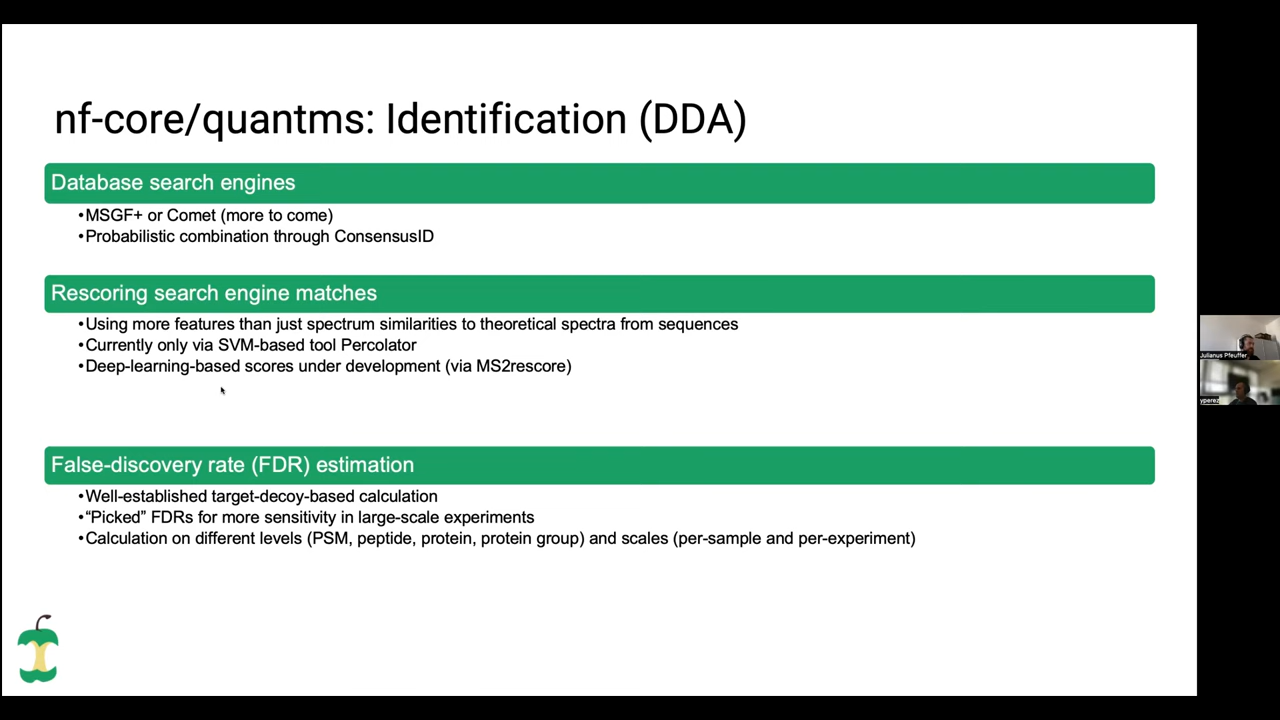 nf-core/quantms: Identification (DDA)
Database search engines
•MSGF+ or Comet (more to come)
•Probabilistic combination through ConsensusID
Rescoring search engine matches
•Using more features than just spectrum similarities to theoretical spectra from sequences
•Currently only via SVM-based tool Percolator
•Deep-learning-based scores under development (via MS2rescore)
False-discovery rate (FDR) estimation
•Well-established target-decoy-based calculation
•“Picked” FDRs for more sensitivity in large-scale experiments
•Calculation on different levels (PSM, peptide, protein, protein group) and scales (per-sample and per-experiment)
Julianus Pfeuffer
yperez